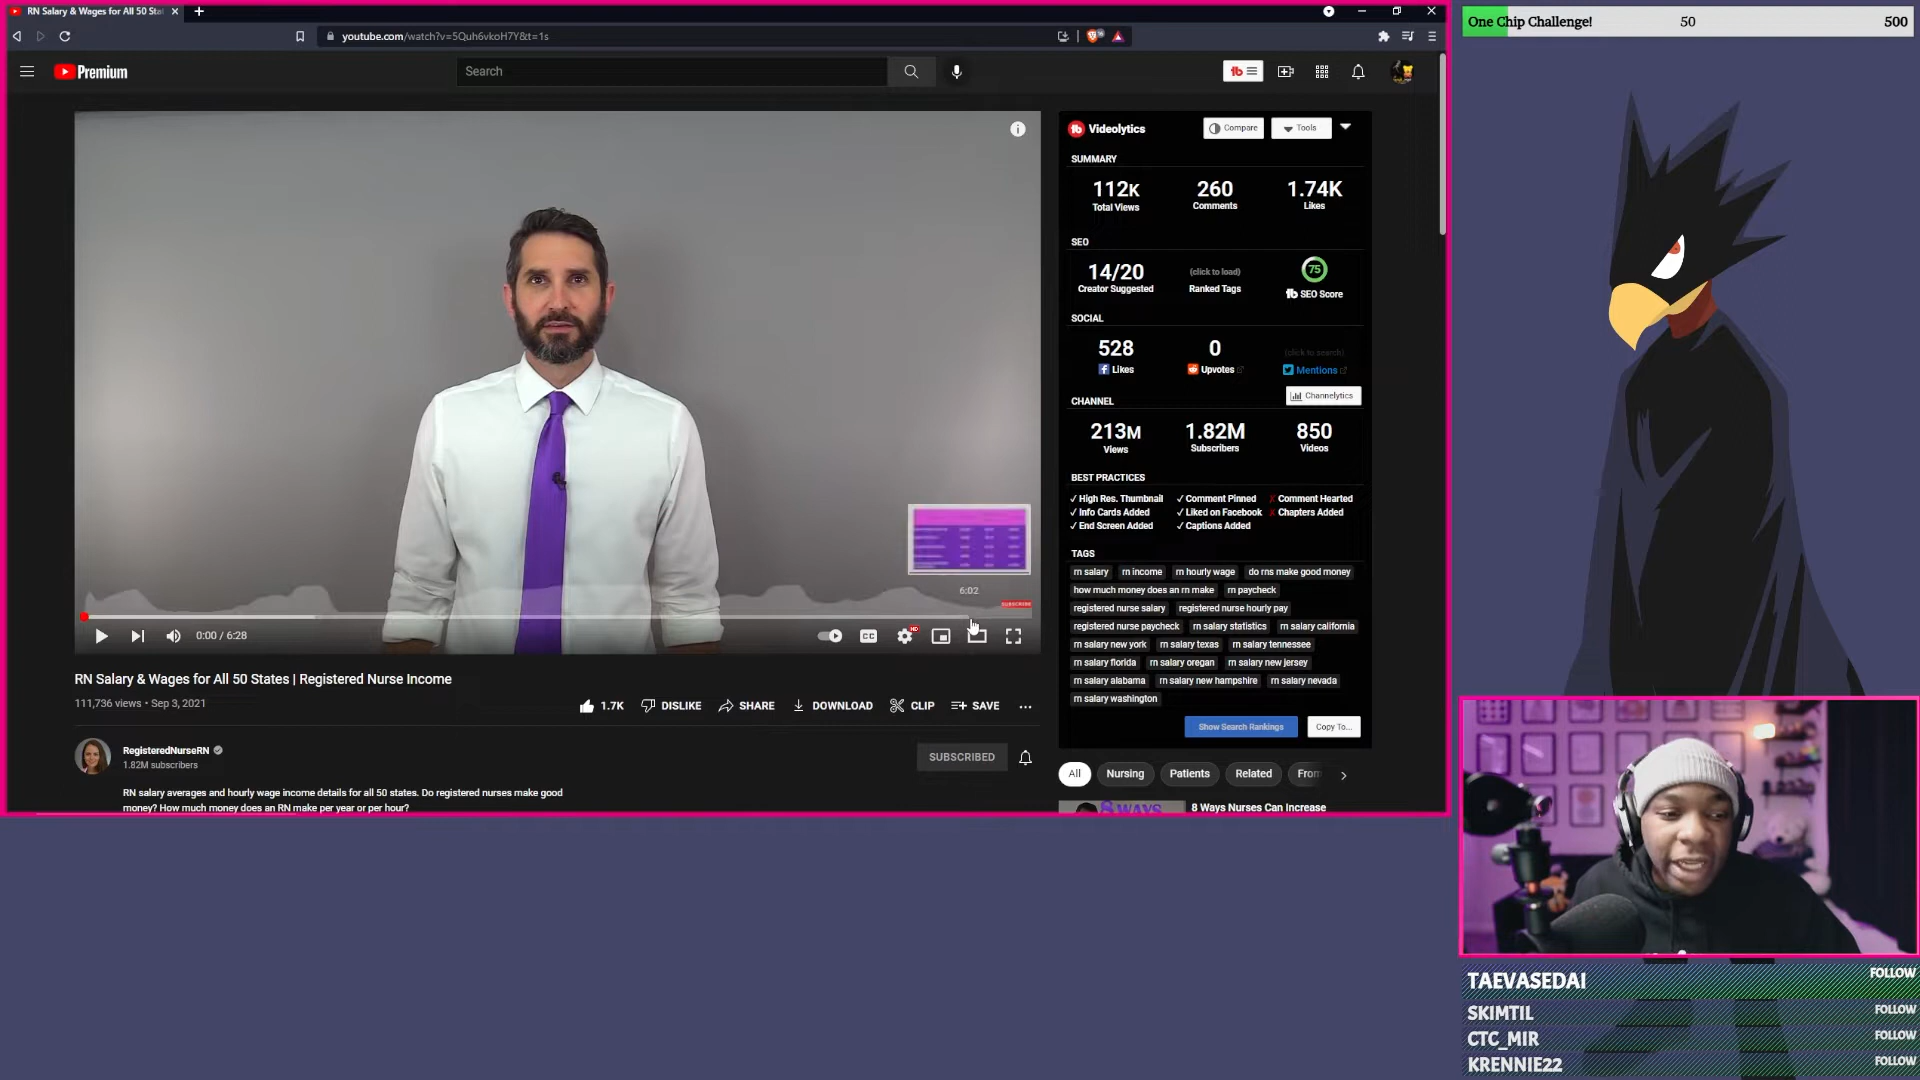 RN Salary & Wages for All 50 Sta
youtube.com/watch?v=5Quh6vkoH7Y&t=1s
Premium
Search
6:02
SUBSCRIBE
0:00 / 6:28
CC
HD
RN Salary & Wages for All 50 States | Registered Nurse Income
111,736 views • Sep 3, 2021
1.7K
DISLIKE
SHARE
DOWNLOAD
CLIP
SAVE
RegisteredNurseRN
1.82M subscribers
SUBSCRIBED
RN salary averages and hourly wage income details for all 50 states. Do registered nurses make good
money? How much money does an RN make per year or per hour?
tb Videolytics
Compare
Tools
SUMMARY
112K 260 1.74K
Total Views Comments Likes
SEO
14/20 (click to load) 75
Creator Suggested Ranked Tags tb SEO Score
SOCIAL
528 0 (click to search)
Likes Upvotes Mentions
CHANNEL Channelytics
213M 1.82M 850
Views Subscribers Videos
BEST PRACTICES
✓ High Res. Thumbnail ✓ Comment Pinned ✗ Comment Hearted
✓ Info Cards Added ✓ Liked on Facebook ✗ Chapters Added
✓ End Screen Added ✓ Captions Added
TAGS
rn salary rn income rn hourly wage do rns make good money
how much money does an rn make rn paycheck
registered nurse salary registered nurse hourly pay
registered nurse paycheck rn salary statistics rn salary california
rn salary new york rn salary texas rn salary tennessee
rn salary florida rn salary oregan rn salary new jersey
rn salary alabama rn salary new hampshire rn salary nevada
rn salary washington
Show Search Rankings
Copy To...
All Nursing Patients Related From
8 WAYS
8 Ways Nurses Can Increase
One Chip Challenge! 50 500
TAEVASEDAI FOLLOW
SKIMTIL FOLLOW
CTC_MIR FOLLOW
KRENNIE22 FOLLOW